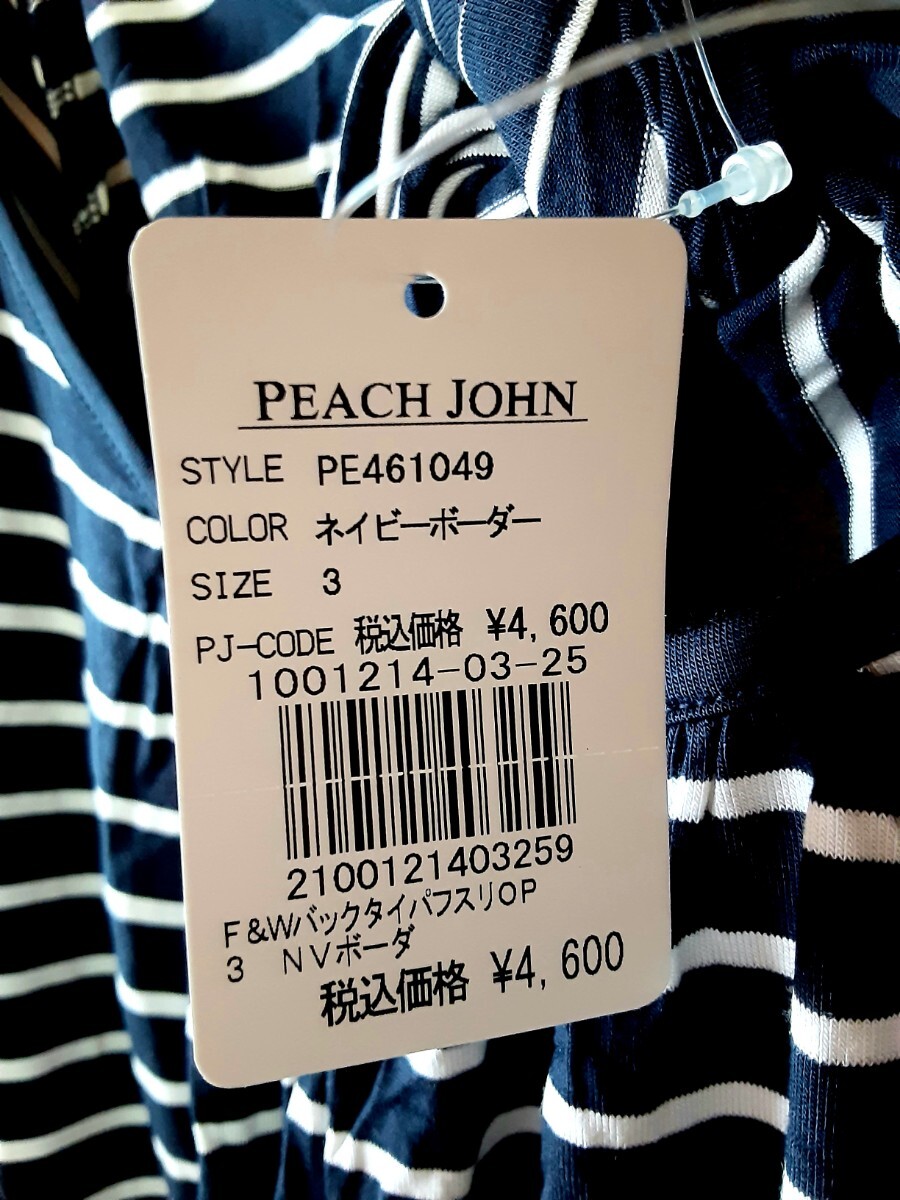 PEACH JOHN
STYLE PE461049
COLOR ネイビーボーダー
SIZE 3
PJ-CODE 税込価格 ¥4,600
1001214-03-25
2100121403259
F&WバックタイパフスリOP
3 NVボーダ
税込価格 ¥4,600